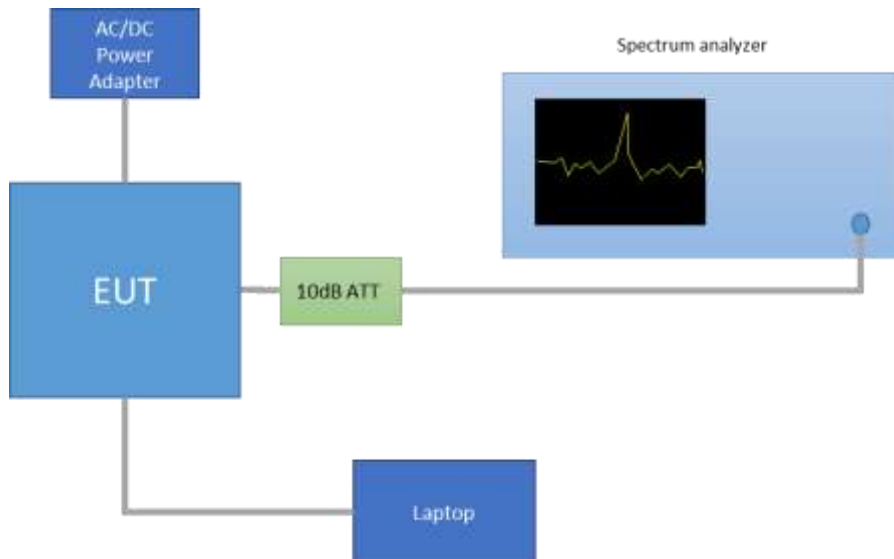 AC/DC
Power
Adapter
Spectrum analyzer
EUT
10dB ATT
Laptop